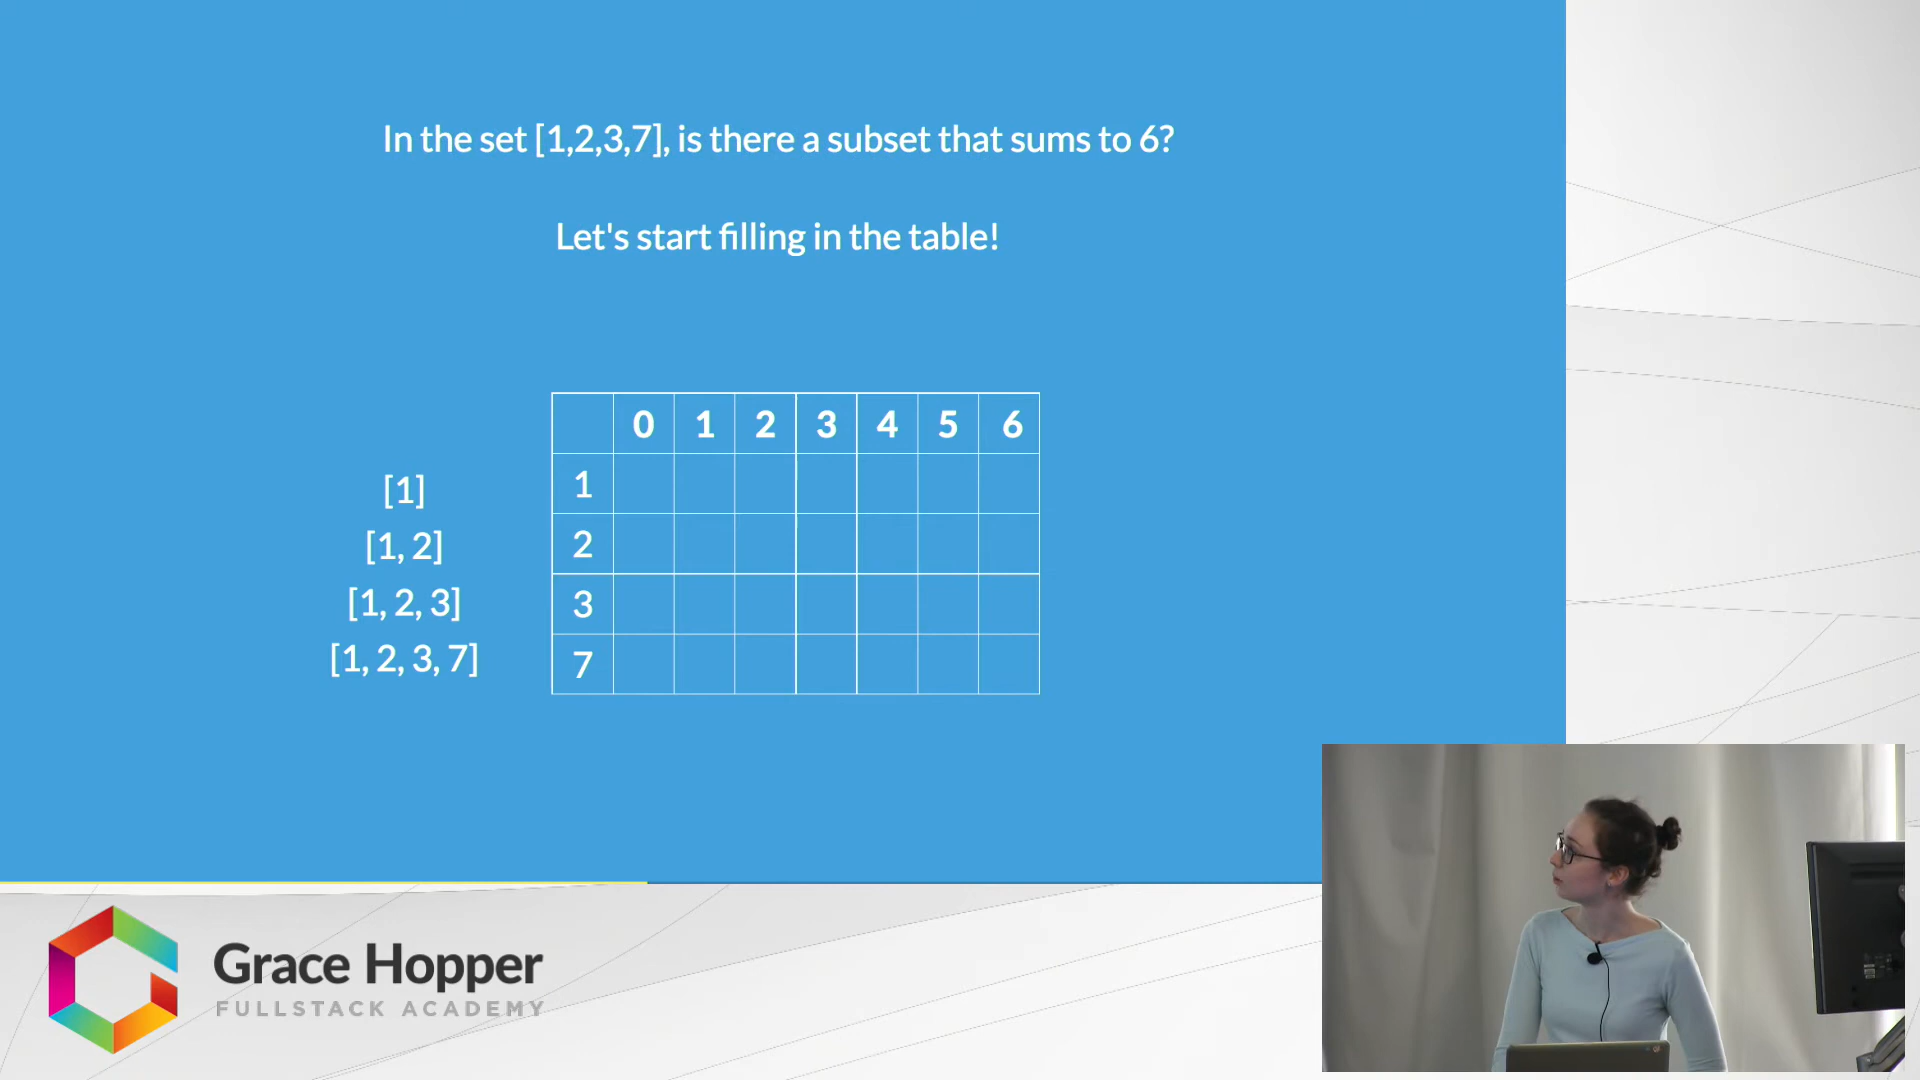 In the set [1,2,3,7], is there a subset that sums to 6?
Let's start filling in the table!
0 1 2 3 4 5 6
[1] 1
[1, 2] 2
[1, 2, 3] 3
[1, 2, 3, 7] 7
Grace Hopper
FULLSTACK ACADEMY